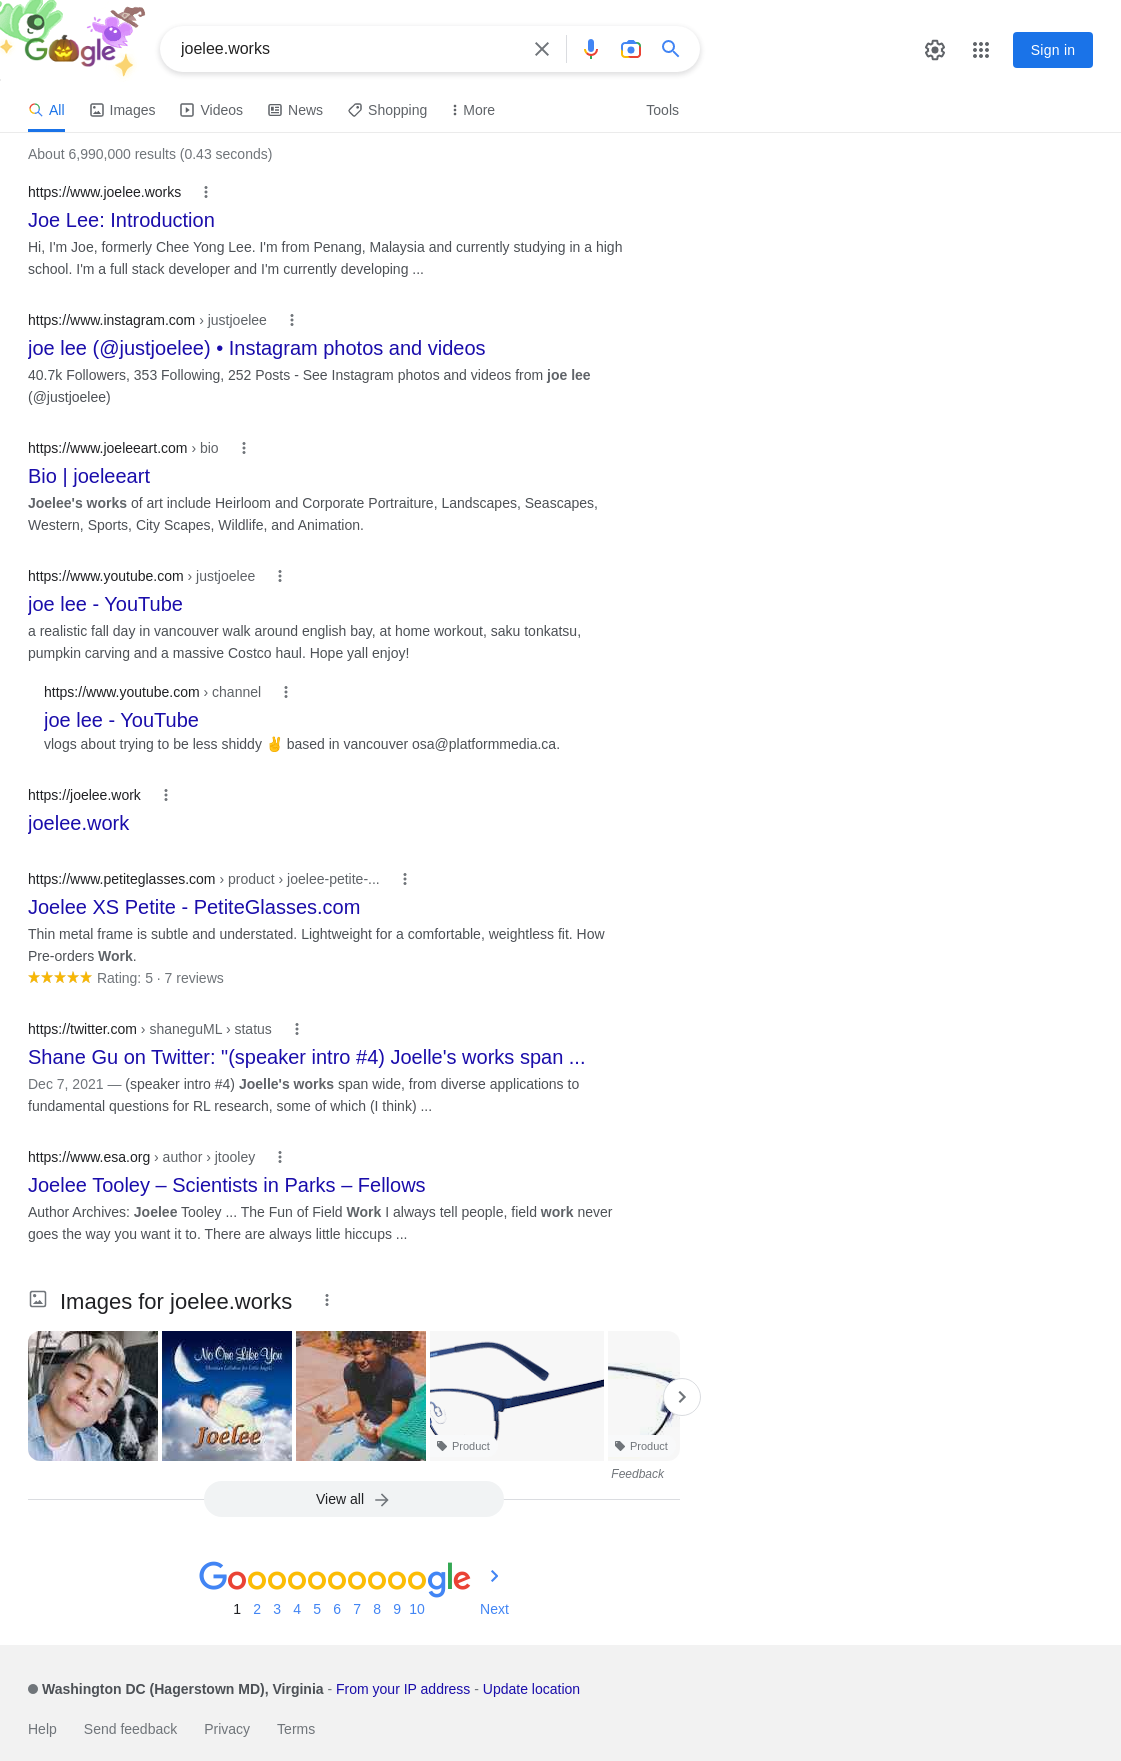 Google
joelee.works
Sign in
All Images Videos News Shopping More Tools
About 6,990,000 results (0.43 seconds)
https://www.joelee.works
Joe Lee: Introduction
Hi, I'm Joe, formerly Chee Yong Lee. I'm from Penang, Malaysia and currently studying in a high
school. I'm a full stack developer and I'm currently developing ...
https://www.instagram.com › justjoelee
joe lee (@justjoelee) • Instagram photos and videos
40.7k Followers, 353 Following, 252 Posts - See Instagram photos and videos from joe lee
(@justjoelee)
https://www.joeleeart.com › bio
Bio | joeleeart
Joelee's works of art include Heirloom and Corporate Portraiture, Landscapes, Seascapes,
Western, Sports, City Scapes, Wildlife, and Animation.
https://www.youtube.com › justjoelee
joe lee - YouTube
a realistic fall day in vancouver walk around english bay, at home workout, saku tonkatsu,
pumpkin carving and a massive Costco haul. Hope yall enjoy!
https://www.youtube.com › channel
joe lee - YouTube
vlogs about trying to be less shiddy ✌️ based in vancouver osa@platformmedia.ca.
https://joelee.work
joelee.work
https://www.petiteglasses.com › product › joelee-petite-...
Joelee XS Petite - PetiteGlasses.com
Thin metal frame is subtle and understated. Lightweight for a comfortable, weightless fit. How
Pre-orders Work.
Rating: 5 · 7 reviews
https://twitter.com › shaneguML › status
Shane Gu on Twitter: "(speaker intro #4) Joelle's works span ...
Dec 7, 2021 — (speaker intro #4) Joelle's works span wide, from diverse applications to
fundamental questions for RL research, some of which (I think) ...
https://www.esa.org › author › jtooley
Joelee Tooley – Scientists in Parks – Fellows
Author Archives: Joelee Tooley ... The Fun of Field Work I always tell people, field work never
goes the way you want it to. There are always little hiccups ...
Images for joelee.works
No One Like You
Joelee
Product
Product
Feedback
View all
Goooooooooogle
1 2 3 4 5 6 7 8 9 10 Next
Washington DC (Hagerstown MD), Virginia - From your IP address - Update location
Help Send feedback Privacy Terms